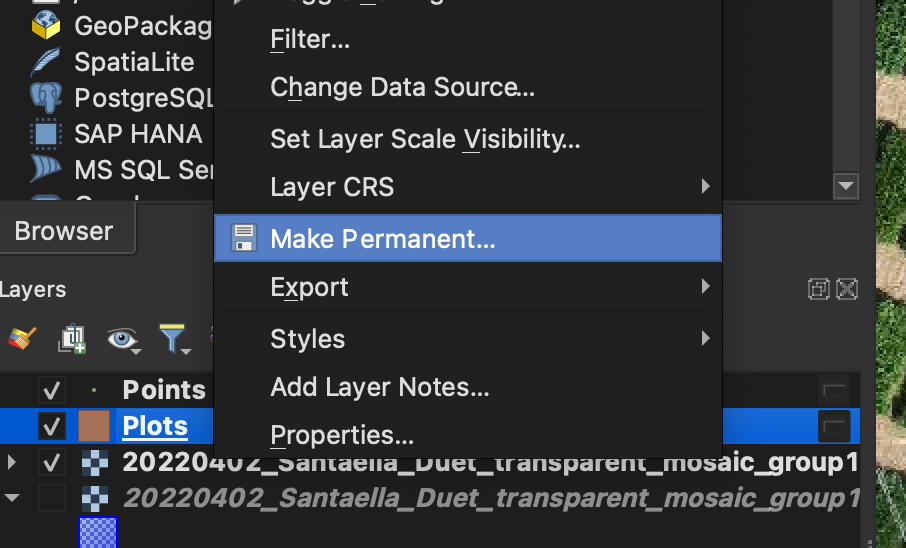 GeoPackag
Filter...
SpatiaLite
Change Data Source...
PostgreSQL
SAP HANA
Set Layer Scale Visibility...
MS SQL Ser
Layer CRS
Browser
Make Permanent...
Layers
Export
Styles
Add Layer Notes...
Points
Plots
Properties...
20220402_Santaella_Duet_transparent_mosaic_group1
20220402_Santaella_Duet_transparent_mosaic_group1